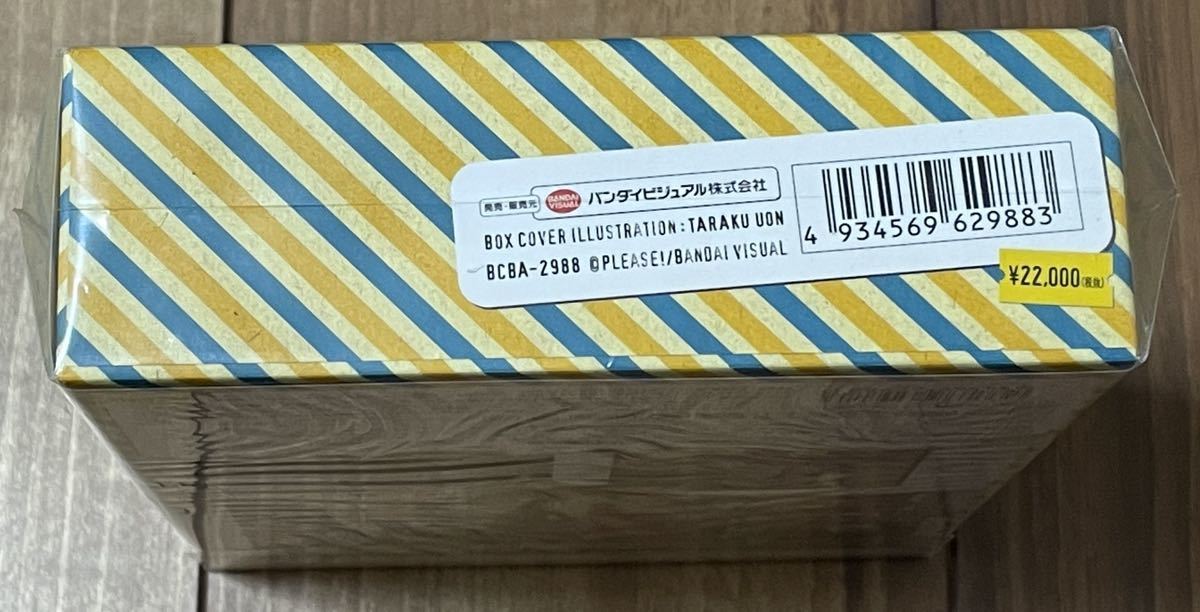 発売・販売元 BANDAI VISUAL バンダイビジュアル株式会社
BOX COVER ILLUSTRATION : TARAKU UON
BCBA-2988 ©PLEASE!/BANDAI VISUAL
4 934569 629883
¥22,000(税抜)